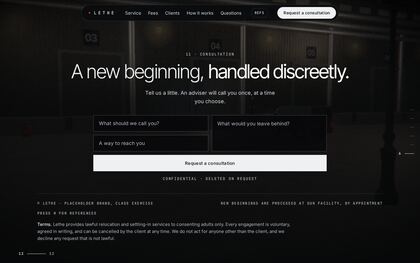 LETHE Service Fees Clients How it works Questions REFS Request a consultation
03
04
11 · CONSULTATION
A new beginning, handled discreetly.
Tell us a little. An adviser will call you once, at a time
you choose.
What should we call you?
What would you leave behind?
A way to reach you
Request a consultation
CONFIDENTIAL · DELETED ON REQUEST
© LETHE — PLACEHOLDER BRAND, CLAUDE EXERCISE
NEW BEGINNINGS ARE PROCESSED AT OUR FACILITY, BY APPOINTMENT
PRESS R FOR REFERENCES
Terms. Lethe provides lawful relocation and settling-in services to consenting adults only. Every engagement is voluntary,
agreed in writing, and can be cancelled by the client at any time. We do not act for anyone other than the client, and we
decline any request that is not lawful.